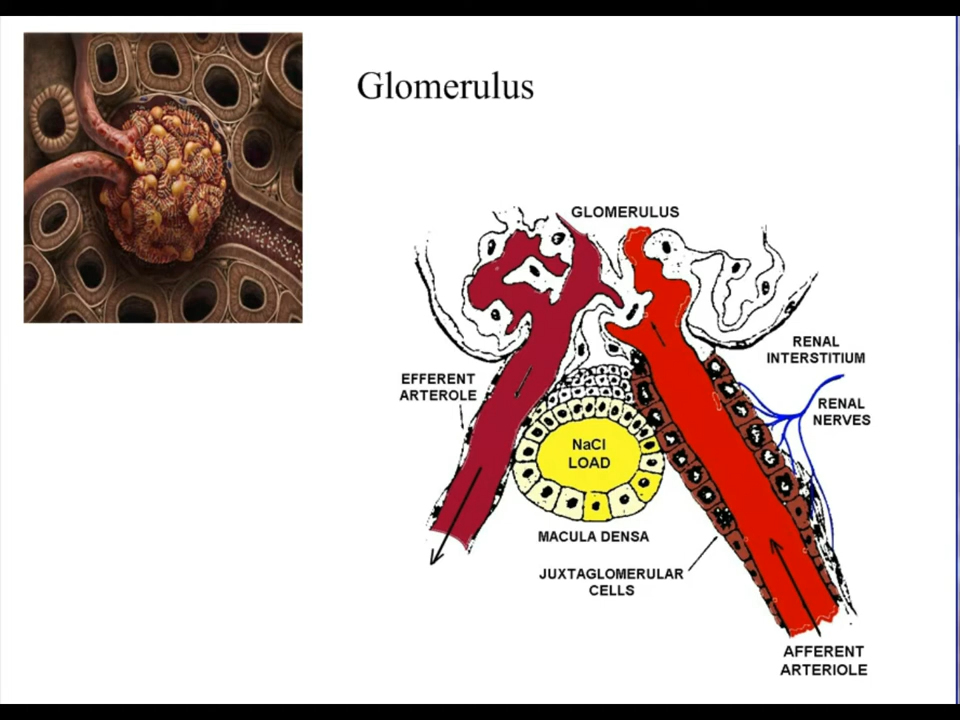 Glomerulus
GLOMERULUS
RENAL
INTERSTITIUM
EFFERENT
ARTEROLE
RENAL
NERVES
NaCl
LOAD
MACULA DENSA
JUXTAGLOMERULAR
CELLS
AFFERENT
ARTERIOLE